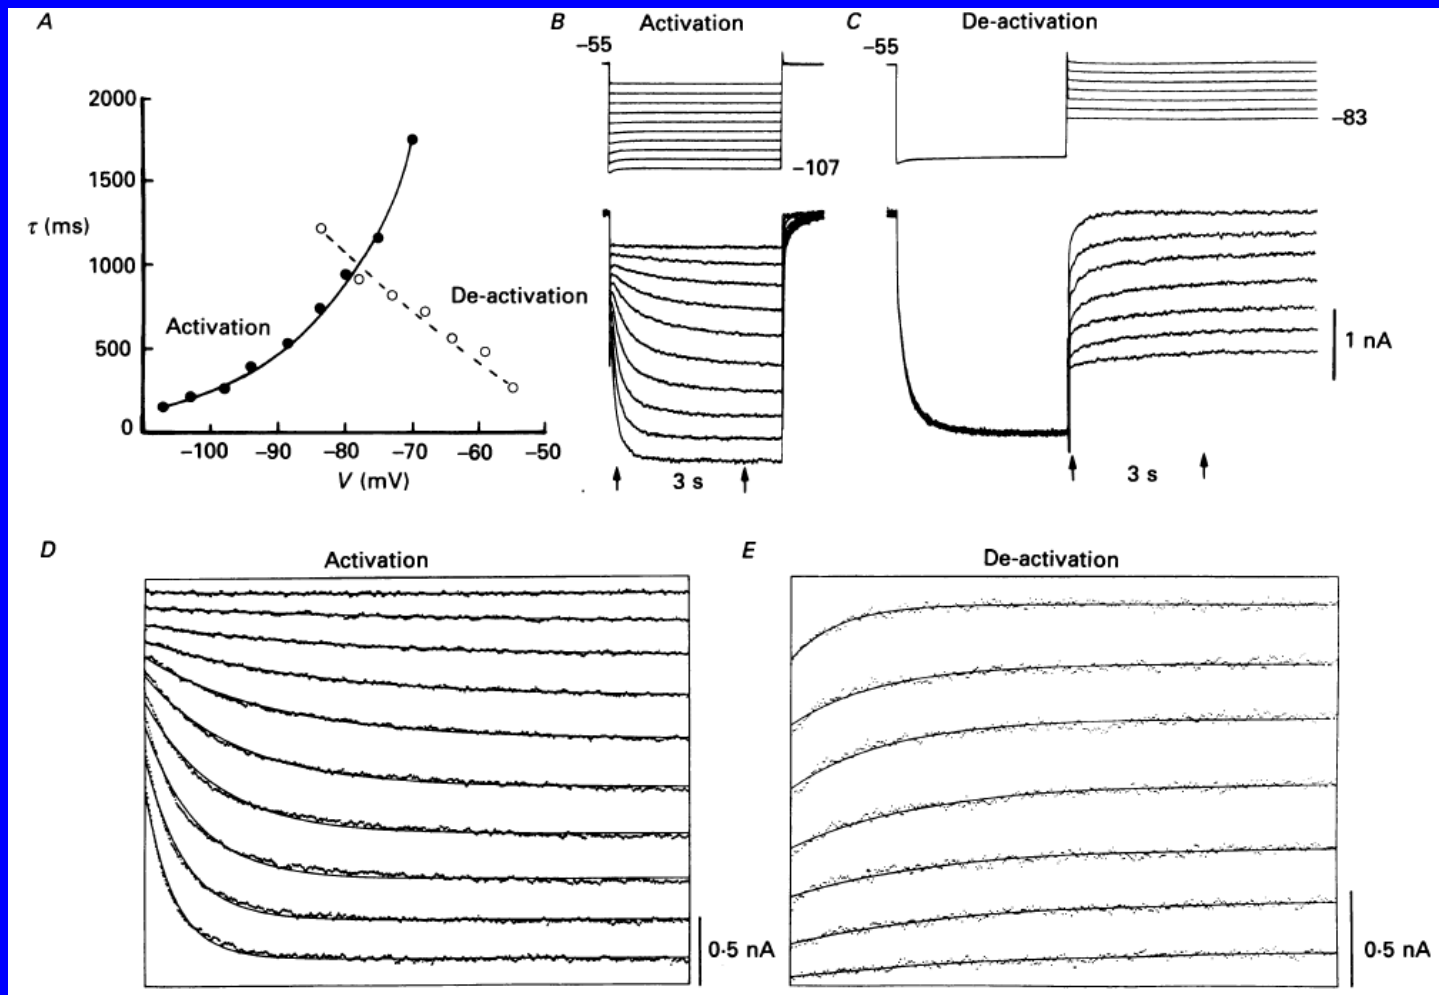 A
B Activation
C De-activation
-55
-107
-55
-83
2000
1500
1000
500
0
τ (ms)
Activation
De-activation
-100 -90 -80 -70 -60 -50
V (mV)
3 s
3 s
1 nA
D Activation
0·5 nA
E De-activation
0·5 nA